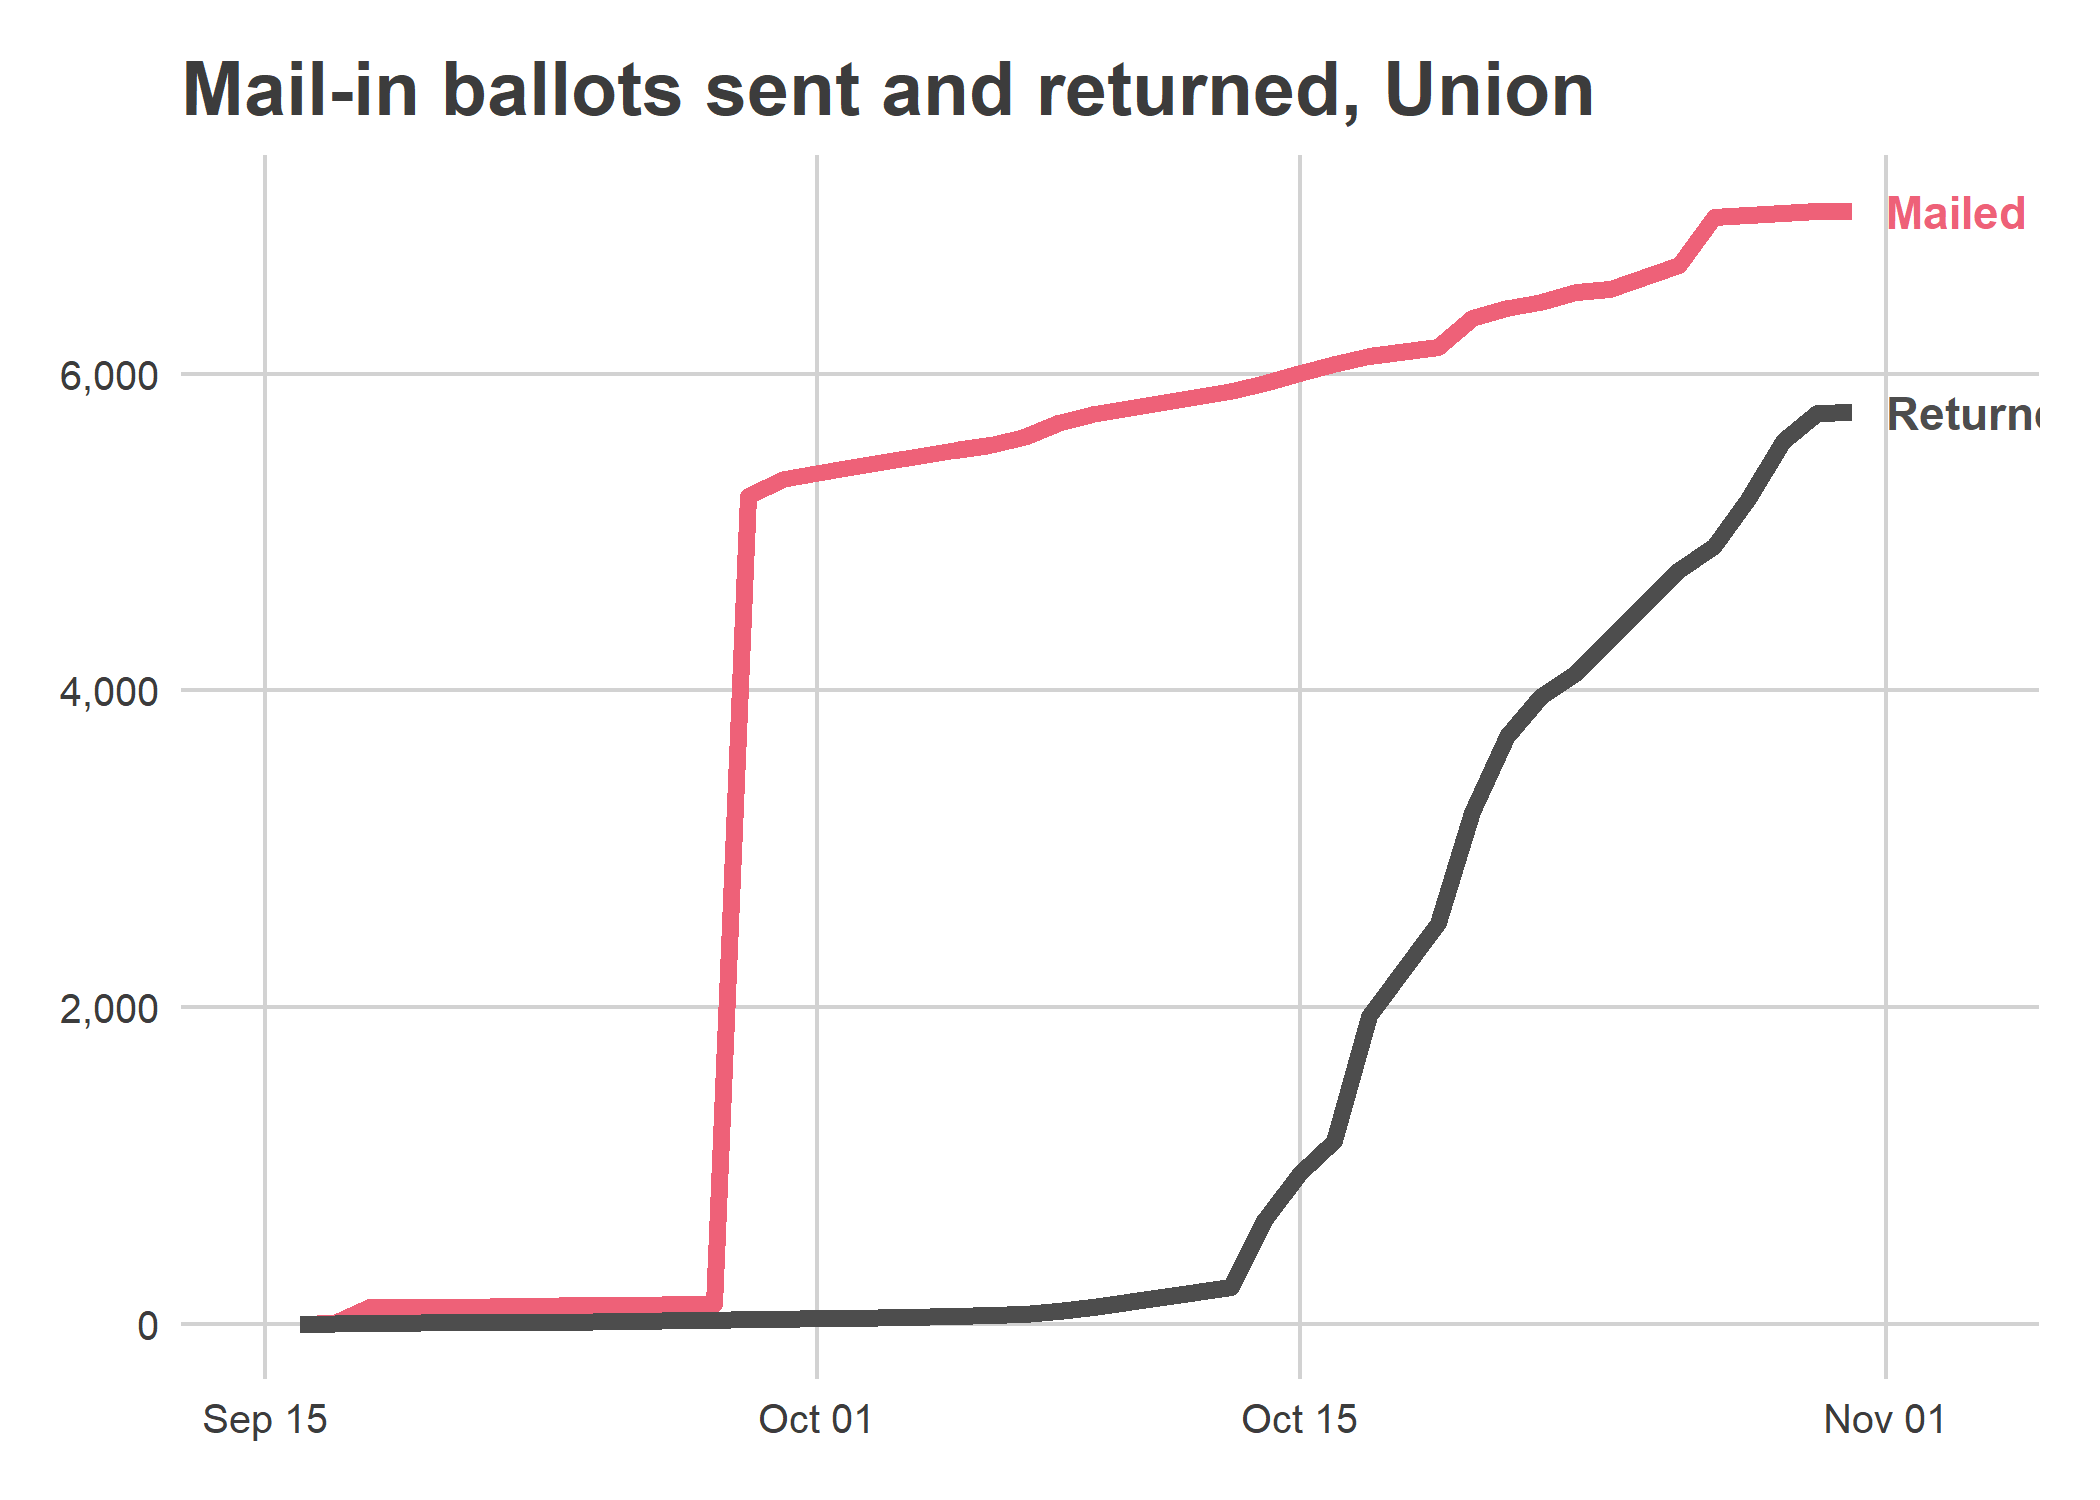 Mail-in ballots sent and returned, Union
Mailed
6,000
Returne
4,000
2,000
0
Sep 15
Oct 01
Oct 15
Nov 01